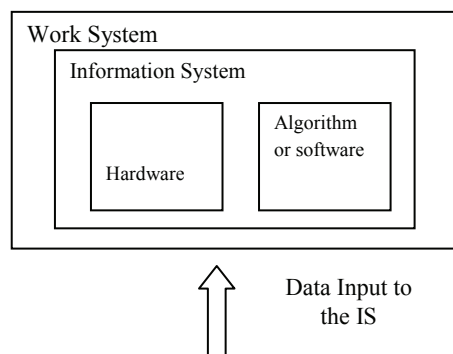 Work System
Information System
Hardware
Algorithm
or software
Data Input to
the IS